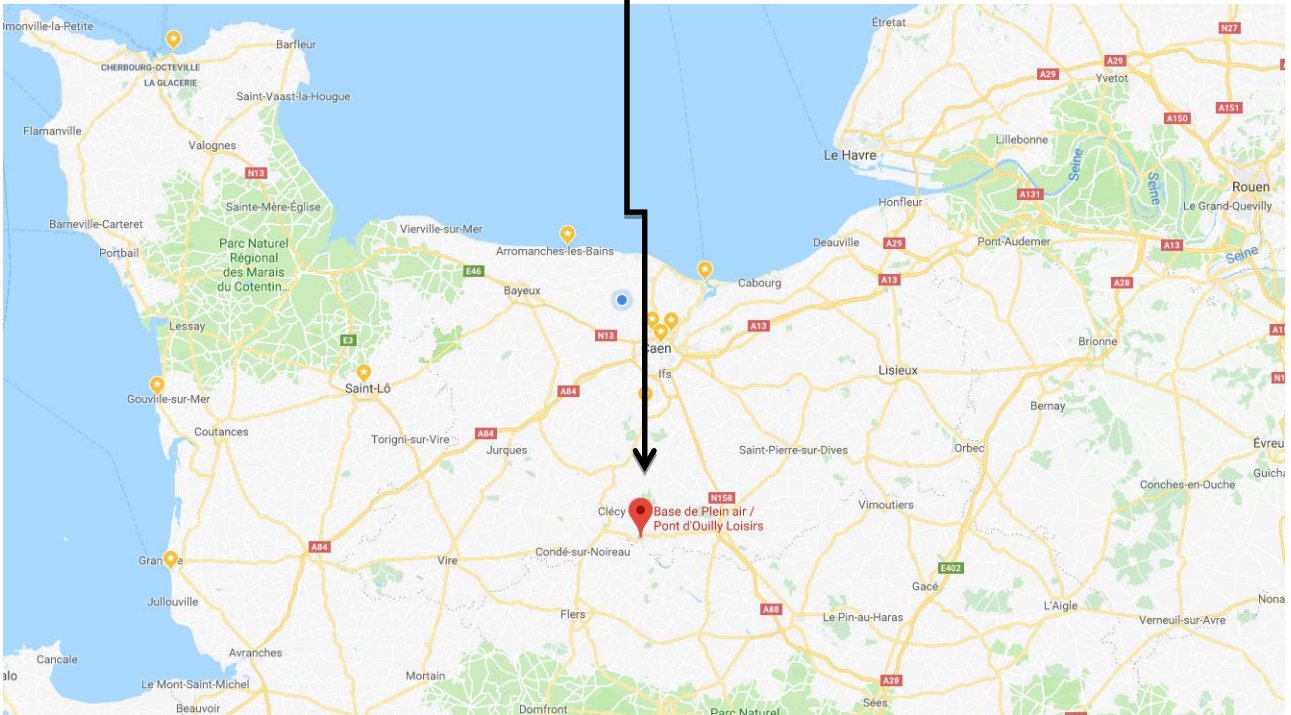 Omonville-la-Petite
Étretat
N27
Barfleur
CHERBOURG-OCTEVILLE
LA GLACERIE
A29
A29
Yvetot
Saint-Vaast-la-Hougue
A151
A150
Flamanville
Valognes
Lillebonne
Le Havre
Seine
Seine
N13
A131
Rouen
Sainte-Mère-Église
Honfleur
Le Grand-Quevilly
Barneville-Carteret
Vierville-sur-Mer
Portbail
Parc Naturel
Régional
des Marais
du Cotentin...
Arromanches-les-Bains
Deauville
A29
Pont-Audemer
A13
Seine
E46
Bayeux
Cabourg
A13
A28
Lessay
N13
A13
E3
Caen
Brionne
Ifs
Lisieux
Saint-Lô
A84
Gouville-sur-Mer
Bernay
Coutances
Torigni-sur-Vire
A84
Jurques
Saint-Pierre-sur-Dives
Orbec
Évreu
Guich
Conches-en-Ouche
N158
Vimoutiers
Clécy
Base de Plein air /
Pont d'Ouilly Loisirs
A84
Condé-sur-Noireau
Granville
Vire
E402
Gacé
Jullouville
Flers
A88
Le Pin-au-Haras
L'Aigle
Nona
Verneuil-sur-Avre
Avranches
Cancale
alo
Le Mont-Saint-Michel
Mortain
A28
Beauvoir
Domfront
Parc Naturel
Sées